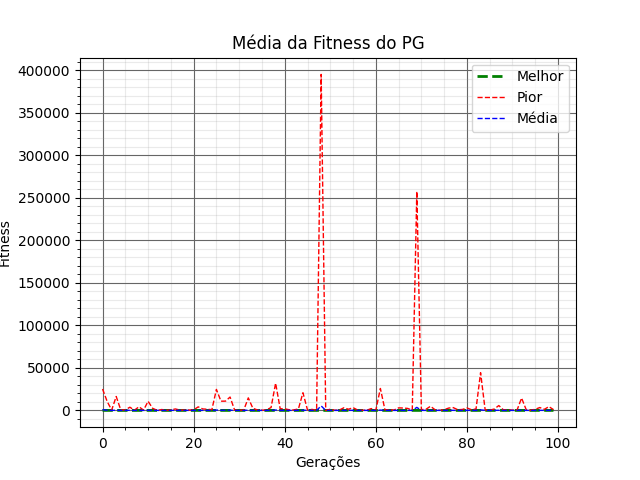 Média da Fitness do PG
Melhor
Pior
Média
400000
350000
300000
250000
200000
150000
100000
50000
0
Fitness
0 20 40 60 80 100
Gerações